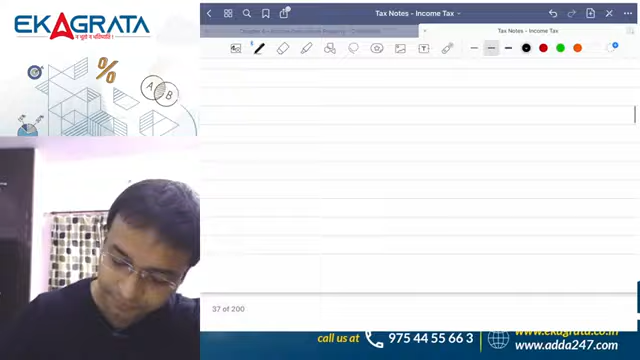 EKAGRATA
Tax Notes - Income Tax
Tax Notes - Income Tax
%
A
B
T
37 of 200
call us at
975 44 55 66 3
www.ekagrata.co.in
www.adda247.com